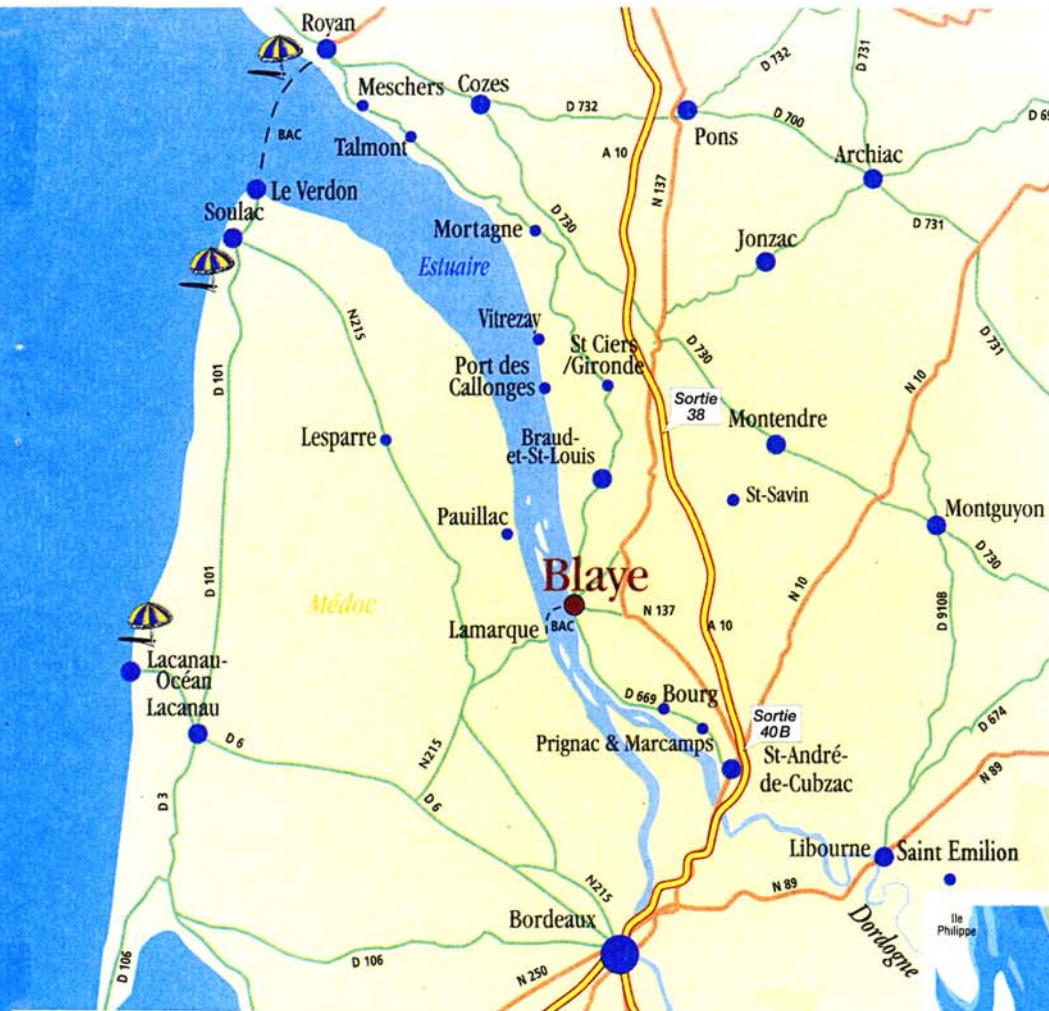 Royan
Meschers
Cozes
D 732
D 731
BAC
Talmont
D 732
Pons
D 700
Archiac
A 10
N 137
Le Verdon
Soulac
Mortagne
D 730
D 731
Estuaire
Jonzac
N215
Vitrezay
St Ciers
/Gironde
D 730
D 731
Port des
Callonges
D 101
N 10
Sortie
38
Montendre
Lesparre
Braud-
et-St-Louis
St-Savin
Pauillac
Montguyon
D 730
Blaye
D 101
N 10
Médoc
N 137
D 910B
Lamarque
BAC
A 10
Lacanau-
Océan
Lacanau
D 669
Bourg
Sortie
40B
D 674
D 6
Prignac & Marcamps
St-André-
de-Cubzac
N215
N 89
D 3
D 6
Libourne
Saint Emilion
N215
N 89
Bordeaux
Dordogne
Ile
Philippe
D 106
D 106
N 250